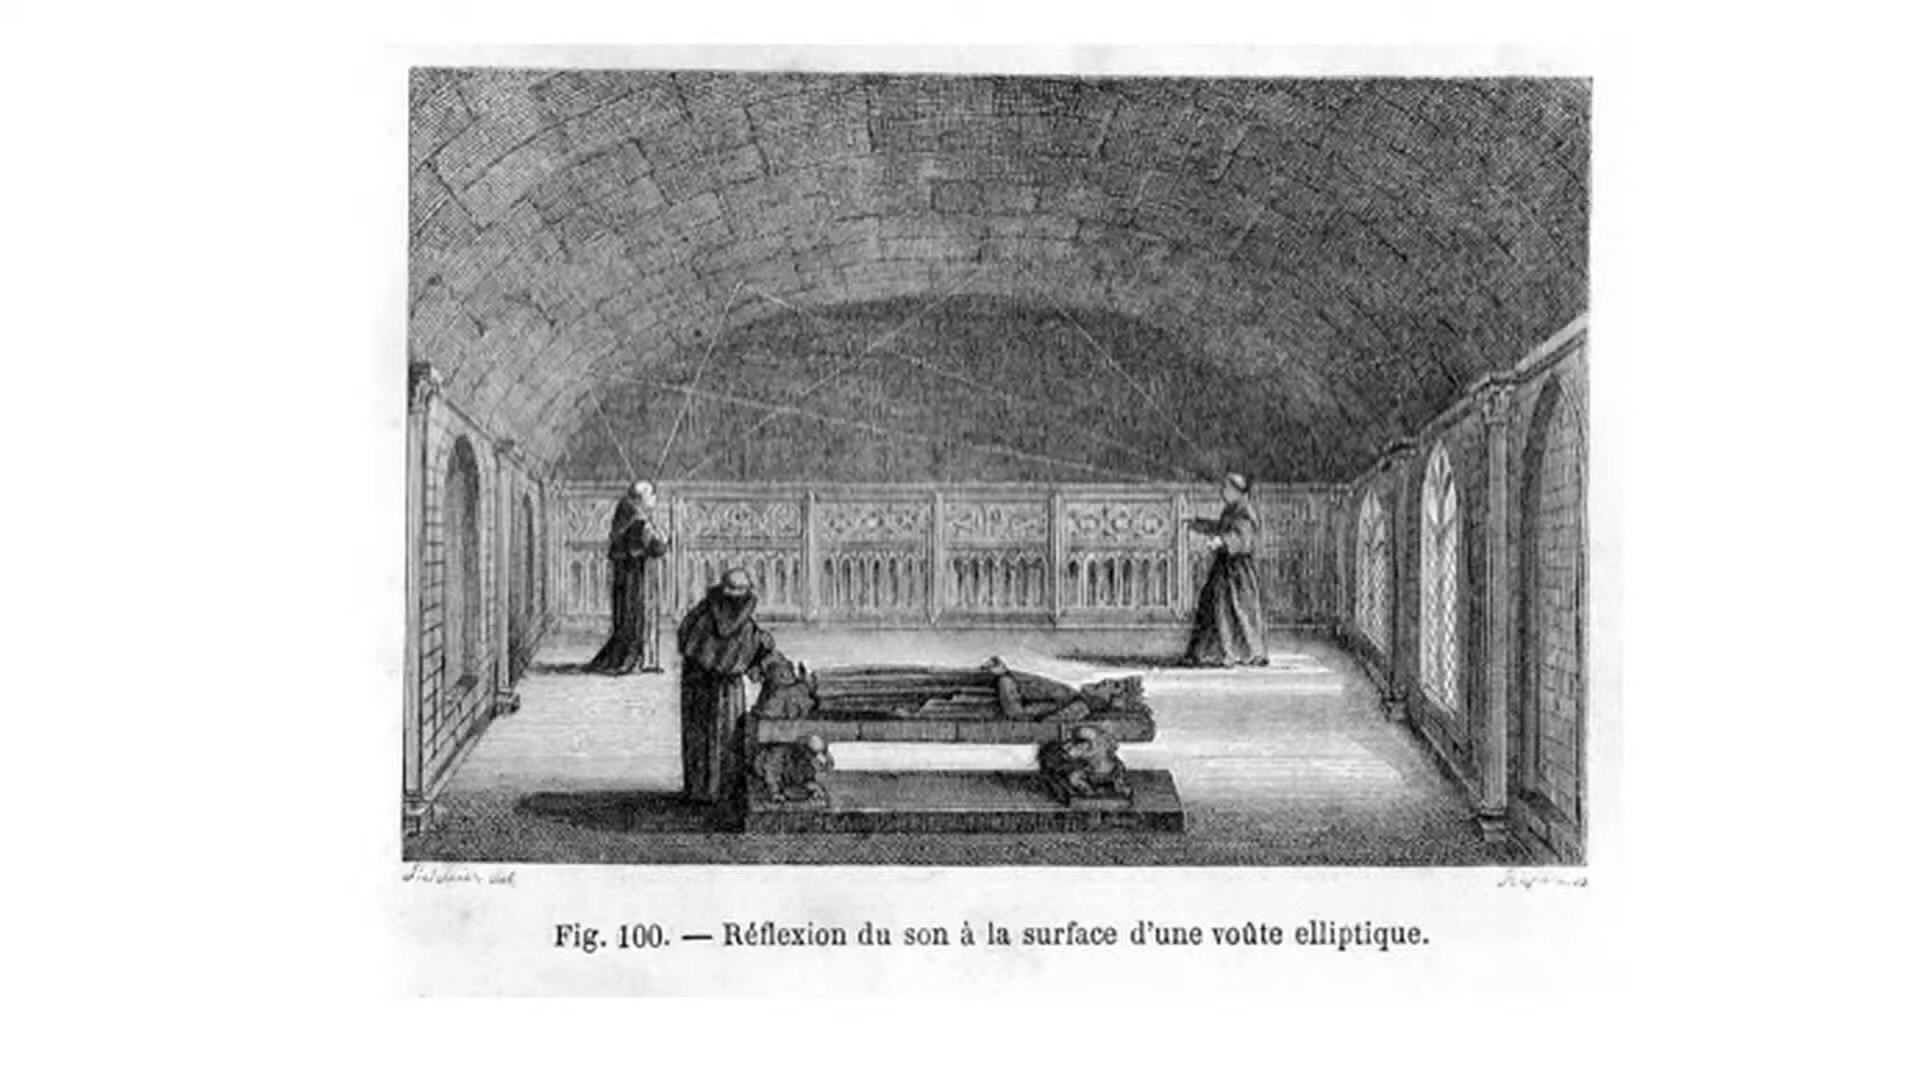 Fig. 100. — Réflexion du son à la surface d'une voûte elliptique.